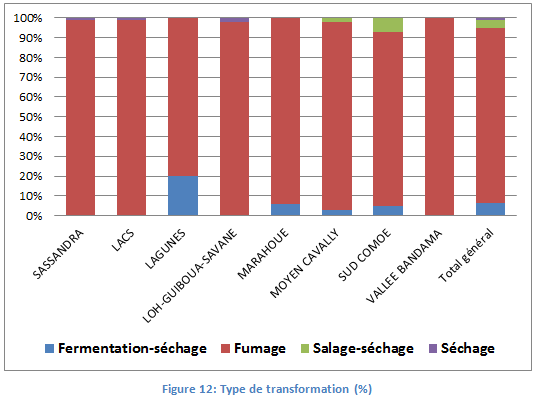 100%
90%
80%
70%
60%
50%
40%
30%
20%
10%
0%
SASSANDRA
LACS
LAGUNES
LOH-GUIBOUA-SAVANE
MARAHOUE
MOYEN CAVALLY
SUD COMOE
VALLEE BANDAMA
Total général
Fermentation-séchage Fumage Salage-séchage Séchage
Figure 12: Type de transformation (%)